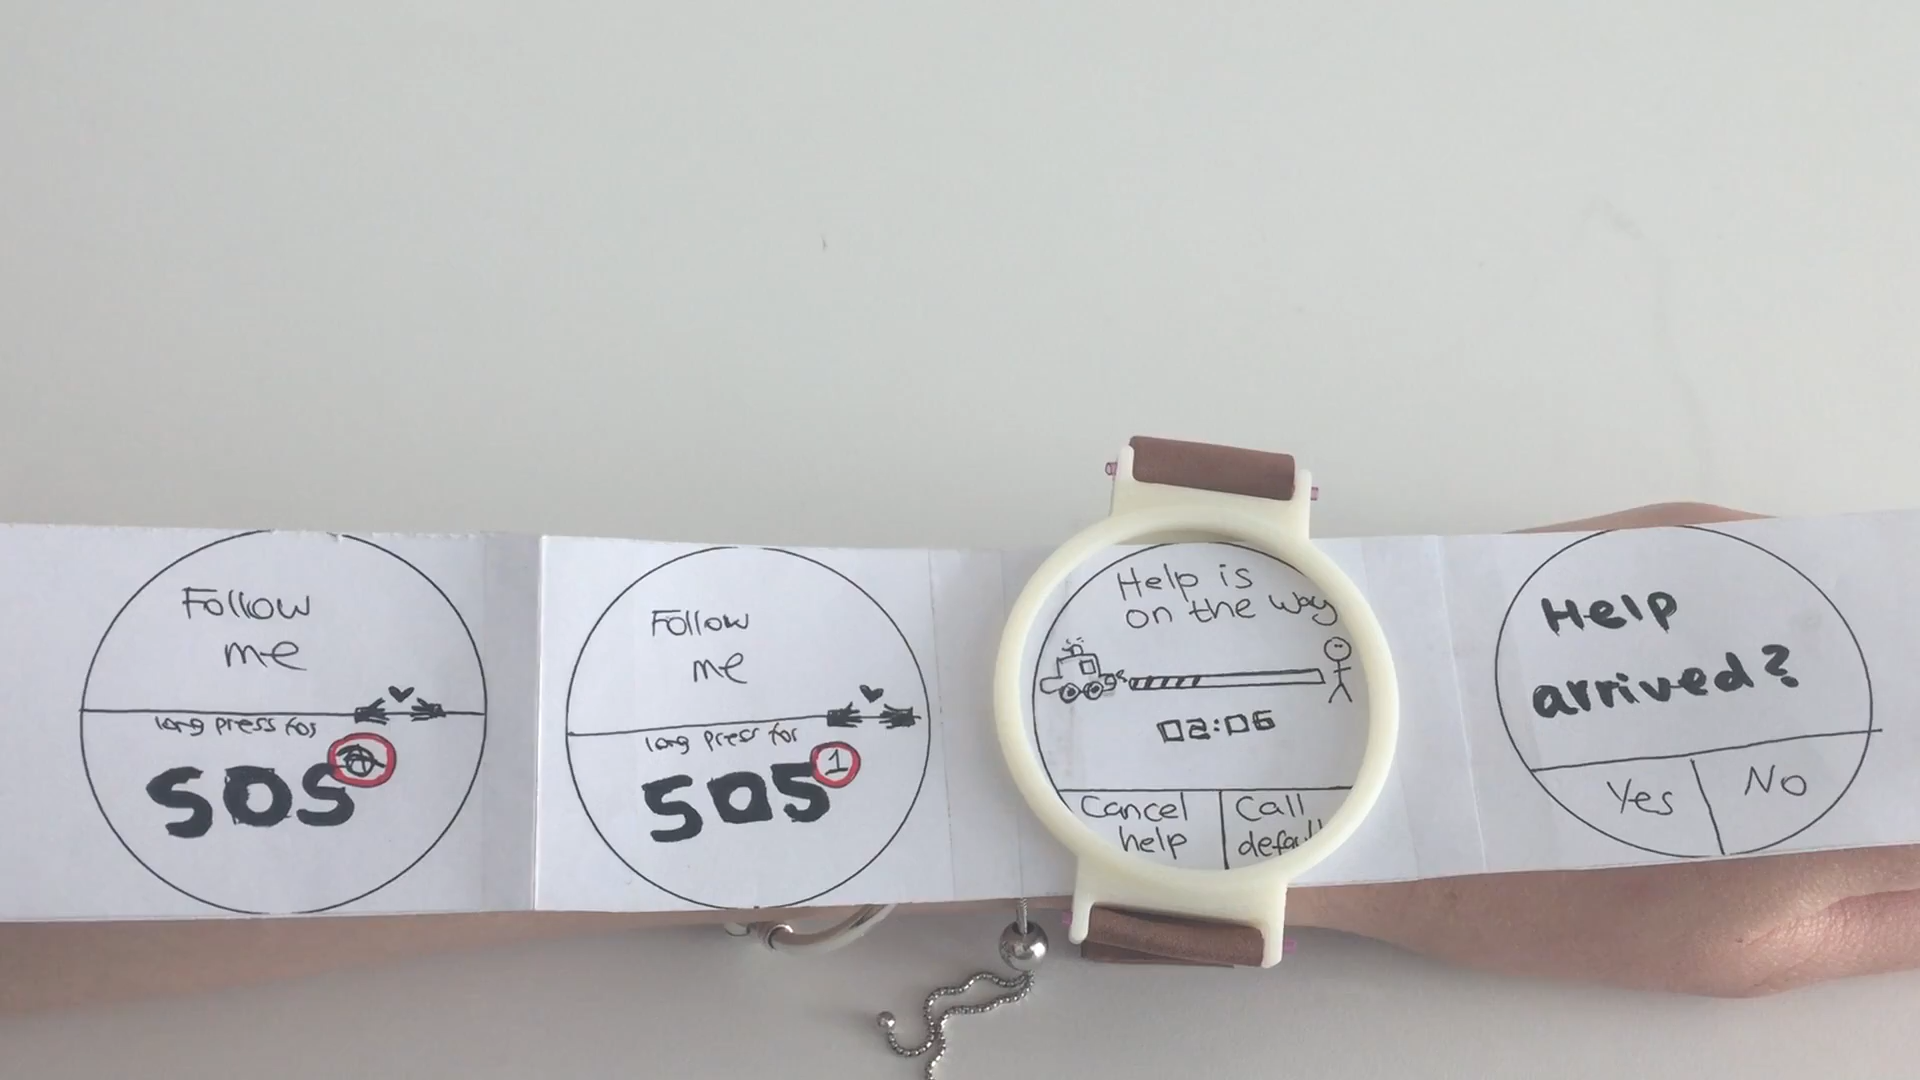 Follow
me
long press for
SOS
Follow
me
long press for
SOS
1
Help is
on the way
02:06
Cancel
help
Call
Help
arrived?
Yes
No